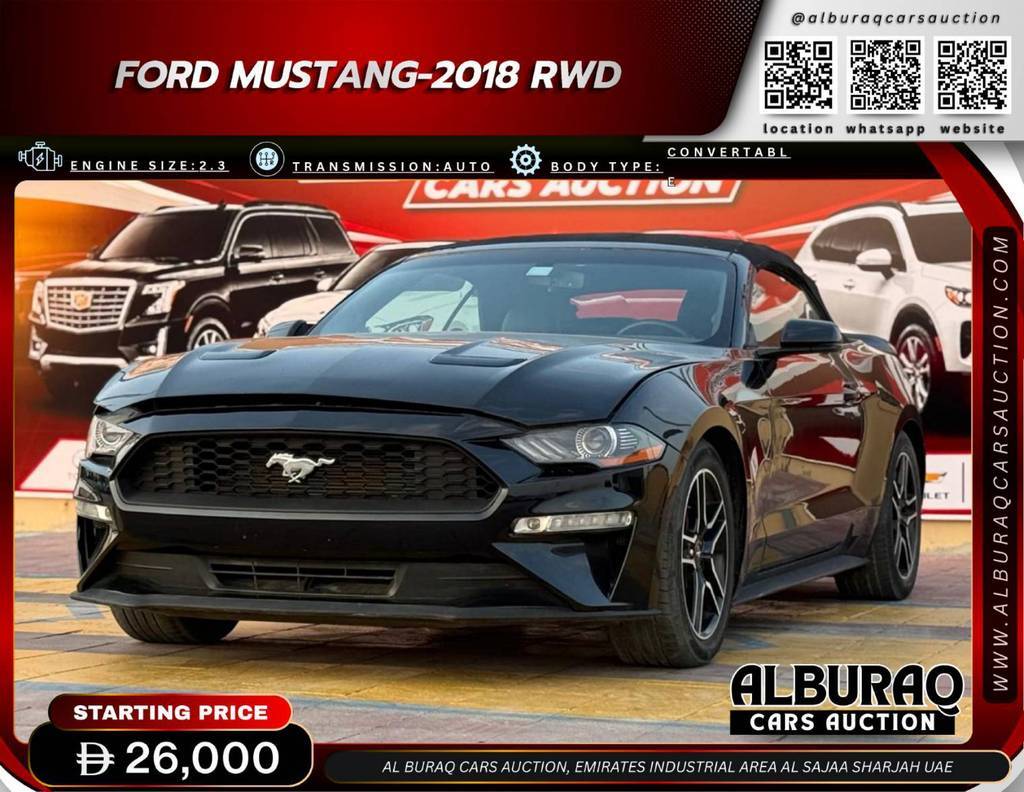 @alburaqcarsauction
FORD MUSTANG-2018 RWD
location whatsapp website
ENGINE SIZE:2.3 TRANSMISSION:AUTO BODY TYPE: CONVERTABL
E
CARS AUCTION
WWW.ALBURAQCARSAUCTION.COM
ALBURAQ
CARS AUCTION
STARTING PRICE
26,000
AL BURAQ CARS AUCTION, EMIRATES INDUSTRIAL AREA AL SAJAA SHARJAH UAE